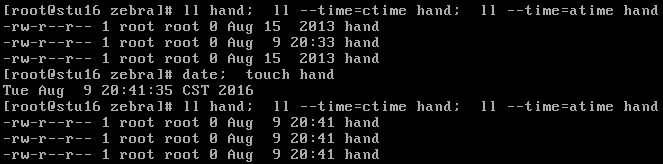 [root@stu16 zebra]# ll hand;  ll --time=ctime hand;  ll --time=atime hand
-rw-r--r-- 1 root root 0 Aug 15  2013 hand
-rw-r--r-- 1 root root 0 Aug  9 20:33 hand
-rw-r--r-- 1 root root 0 Aug 15  2013 hand
[root@stu16 zebra]# date;  touch hand
Tue Aug  9 20:41:35 CST 2016
[root@stu16 zebra]# ll hand;  ll --time=ctime hand;  ll --time=atime hand
-rw-r--r-- 1 root root 0 Aug  9 20:41 hand
-rw-r--r-- 1 root root 0 Aug  9 20:41 hand
-rw-r--r-- 1 root root 0 Aug  9 20:41 hand